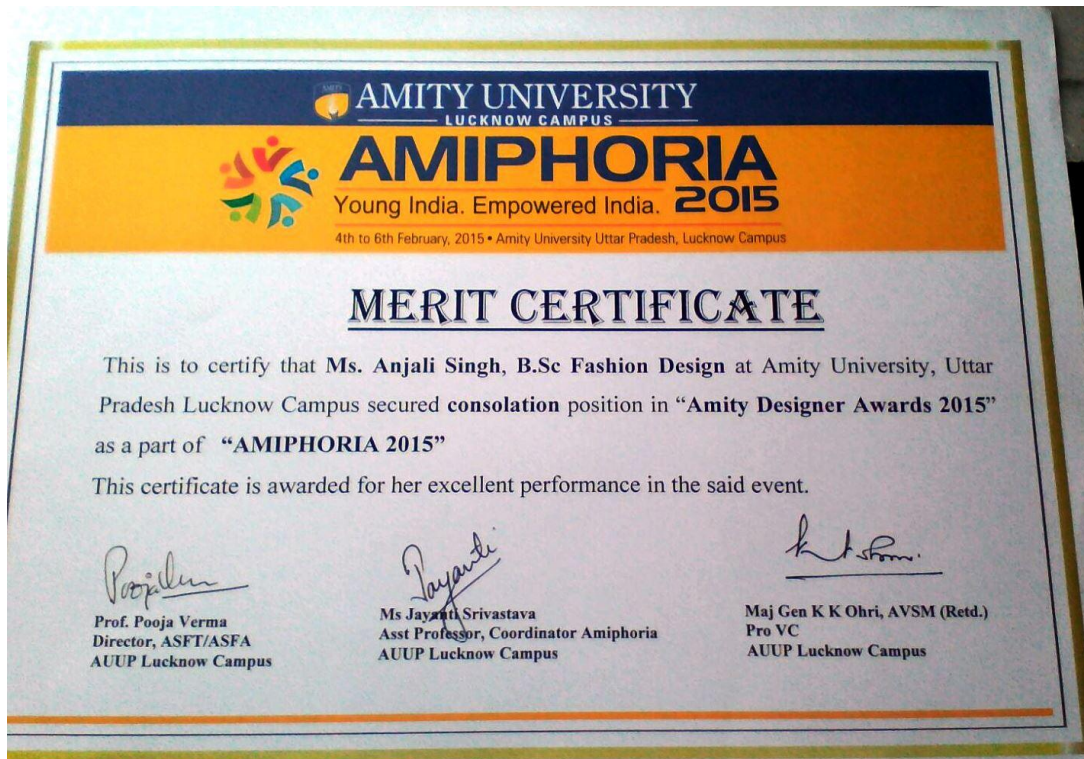 AMITY UNIVERSITY
LUCKNOW CAMPUS
AMIPHORIA
Young India. Empowered India. 2015
4th to 6th February, 2015 • Amity University Uttar Pradesh, Lucknow Campus
MERIT CERTIFICATE
This is to certify that Ms. Anjali Singh, B.Sc Fashion Design at Amity University, Uttar
Pradesh Lucknow Campus secured consolation position in “Amity Designer Awards 2015”
as a part of “AMIPHORIA 2015”
This certificate is awarded for her excellent performance in the said event.
Jayanti
Prof. Pooja Verma
Director, ASFT/ASFA
AUUP Lucknow Campus
Ms Jayanti Srivastava
Asst Professor, Coordinator Amiphoria
AUUP Lucknow Campus
Maj Gen K K Ohri, AVSM (Retd.)
Pro VC
AUUP Lucknow Campus